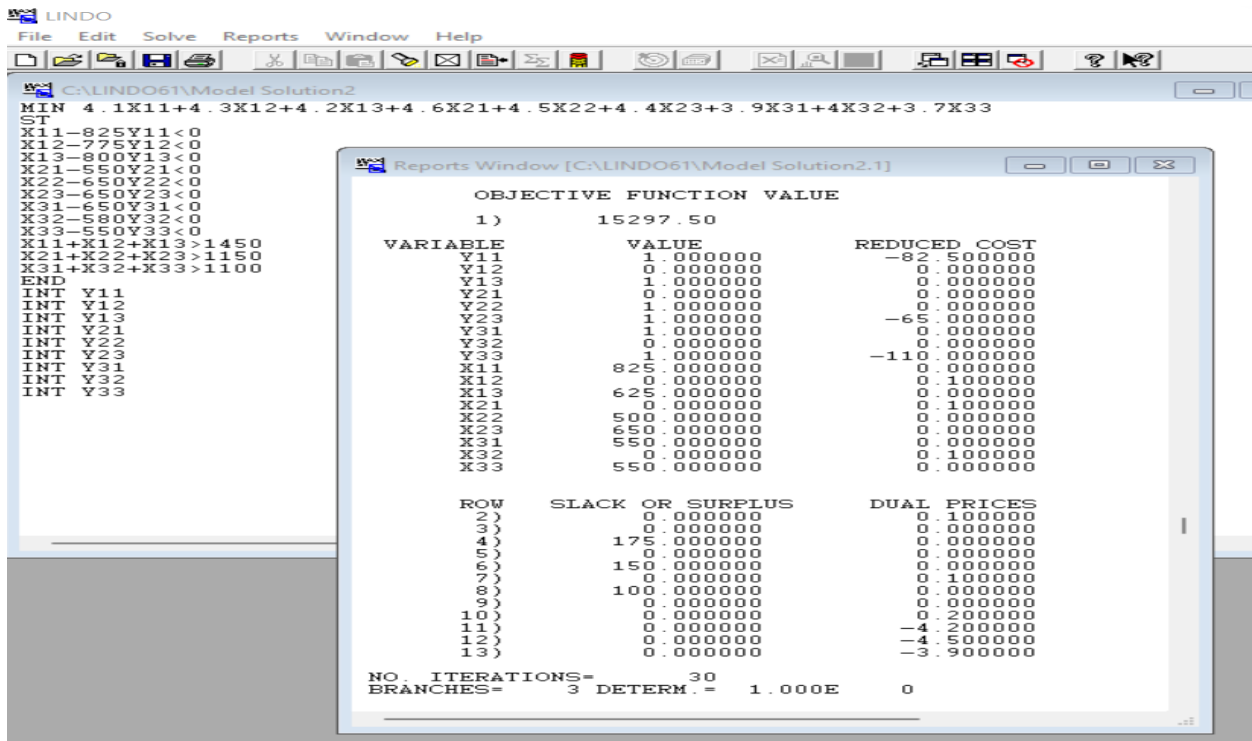 LINDO
File Edit Solve Reports Window Help
C:\LINDO61\Model Solution2
MIN 4.1X11+4.3X12+4.2X13+4.6X21+4.5X22+4.4X23+3.9X31+4X32+3.7X33
ST
X11-825Y11<0
X12-775Y12<0
X13-800Y13<0
X21-550Y21<0
X22-650Y22<0
X23-650Y23<0
X31-650Y31<0
X32-580Y32<0
X33-550Y33<0
X11+X12+X13>1450
X21+X22+X23>1150
X31+X32+X33>1100
END
INT Y11
INT Y12
INT Y13
INT Y21
INT Y22
INT Y23
INT Y31
INT Y32
INT Y33
Reports Window [C:\LINDO61\Model Solution2.1]
OBJECTIVE FUNCTION VALUE
1) 15297.50
VARIABLE VALUE REDUCED COST
Y11 1.000000 -82.500000
Y12 0.000000 0.000000
Y13 1.000000 0.000000
Y21 0.000000 0.000000
Y22 1.000000 0.000000
Y23 1.000000 -65.000000
Y31 1.000000 0.000000
Y32 0.000000 0.000000
Y33 1.000000 -110.000000
X11 825.000000 0.000000
X12 0.000000 0.100000
X13 625.000000 0.000000
X21 0.000000 0.100000
X22 500.000000 0.000000
X23 650.000000 0.000000
X31 550.000000 0.000000
X32 0.000000 0.100000
X33 550.000000 0.000000
ROW SLACK OR SURPLUS DUAL PRICES
2) 0.000000 0.100000
3) 0.000000 0.000000
4) 175.000000 0.000000
5) 0.000000 0.000000
6) 150.000000 0.000000
7) 0.000000 0.100000
8) 100.000000 0.000000
9) 0.000000 0.000000
10) 0.000000 0.200000
11) 0.000000 -4.200000
12) 0.000000 -4.500000
13) 0.000000 -3.900000
NO. ITERATIONS= 30
BRANCHES= 3 DETERM.= 1.000E 0